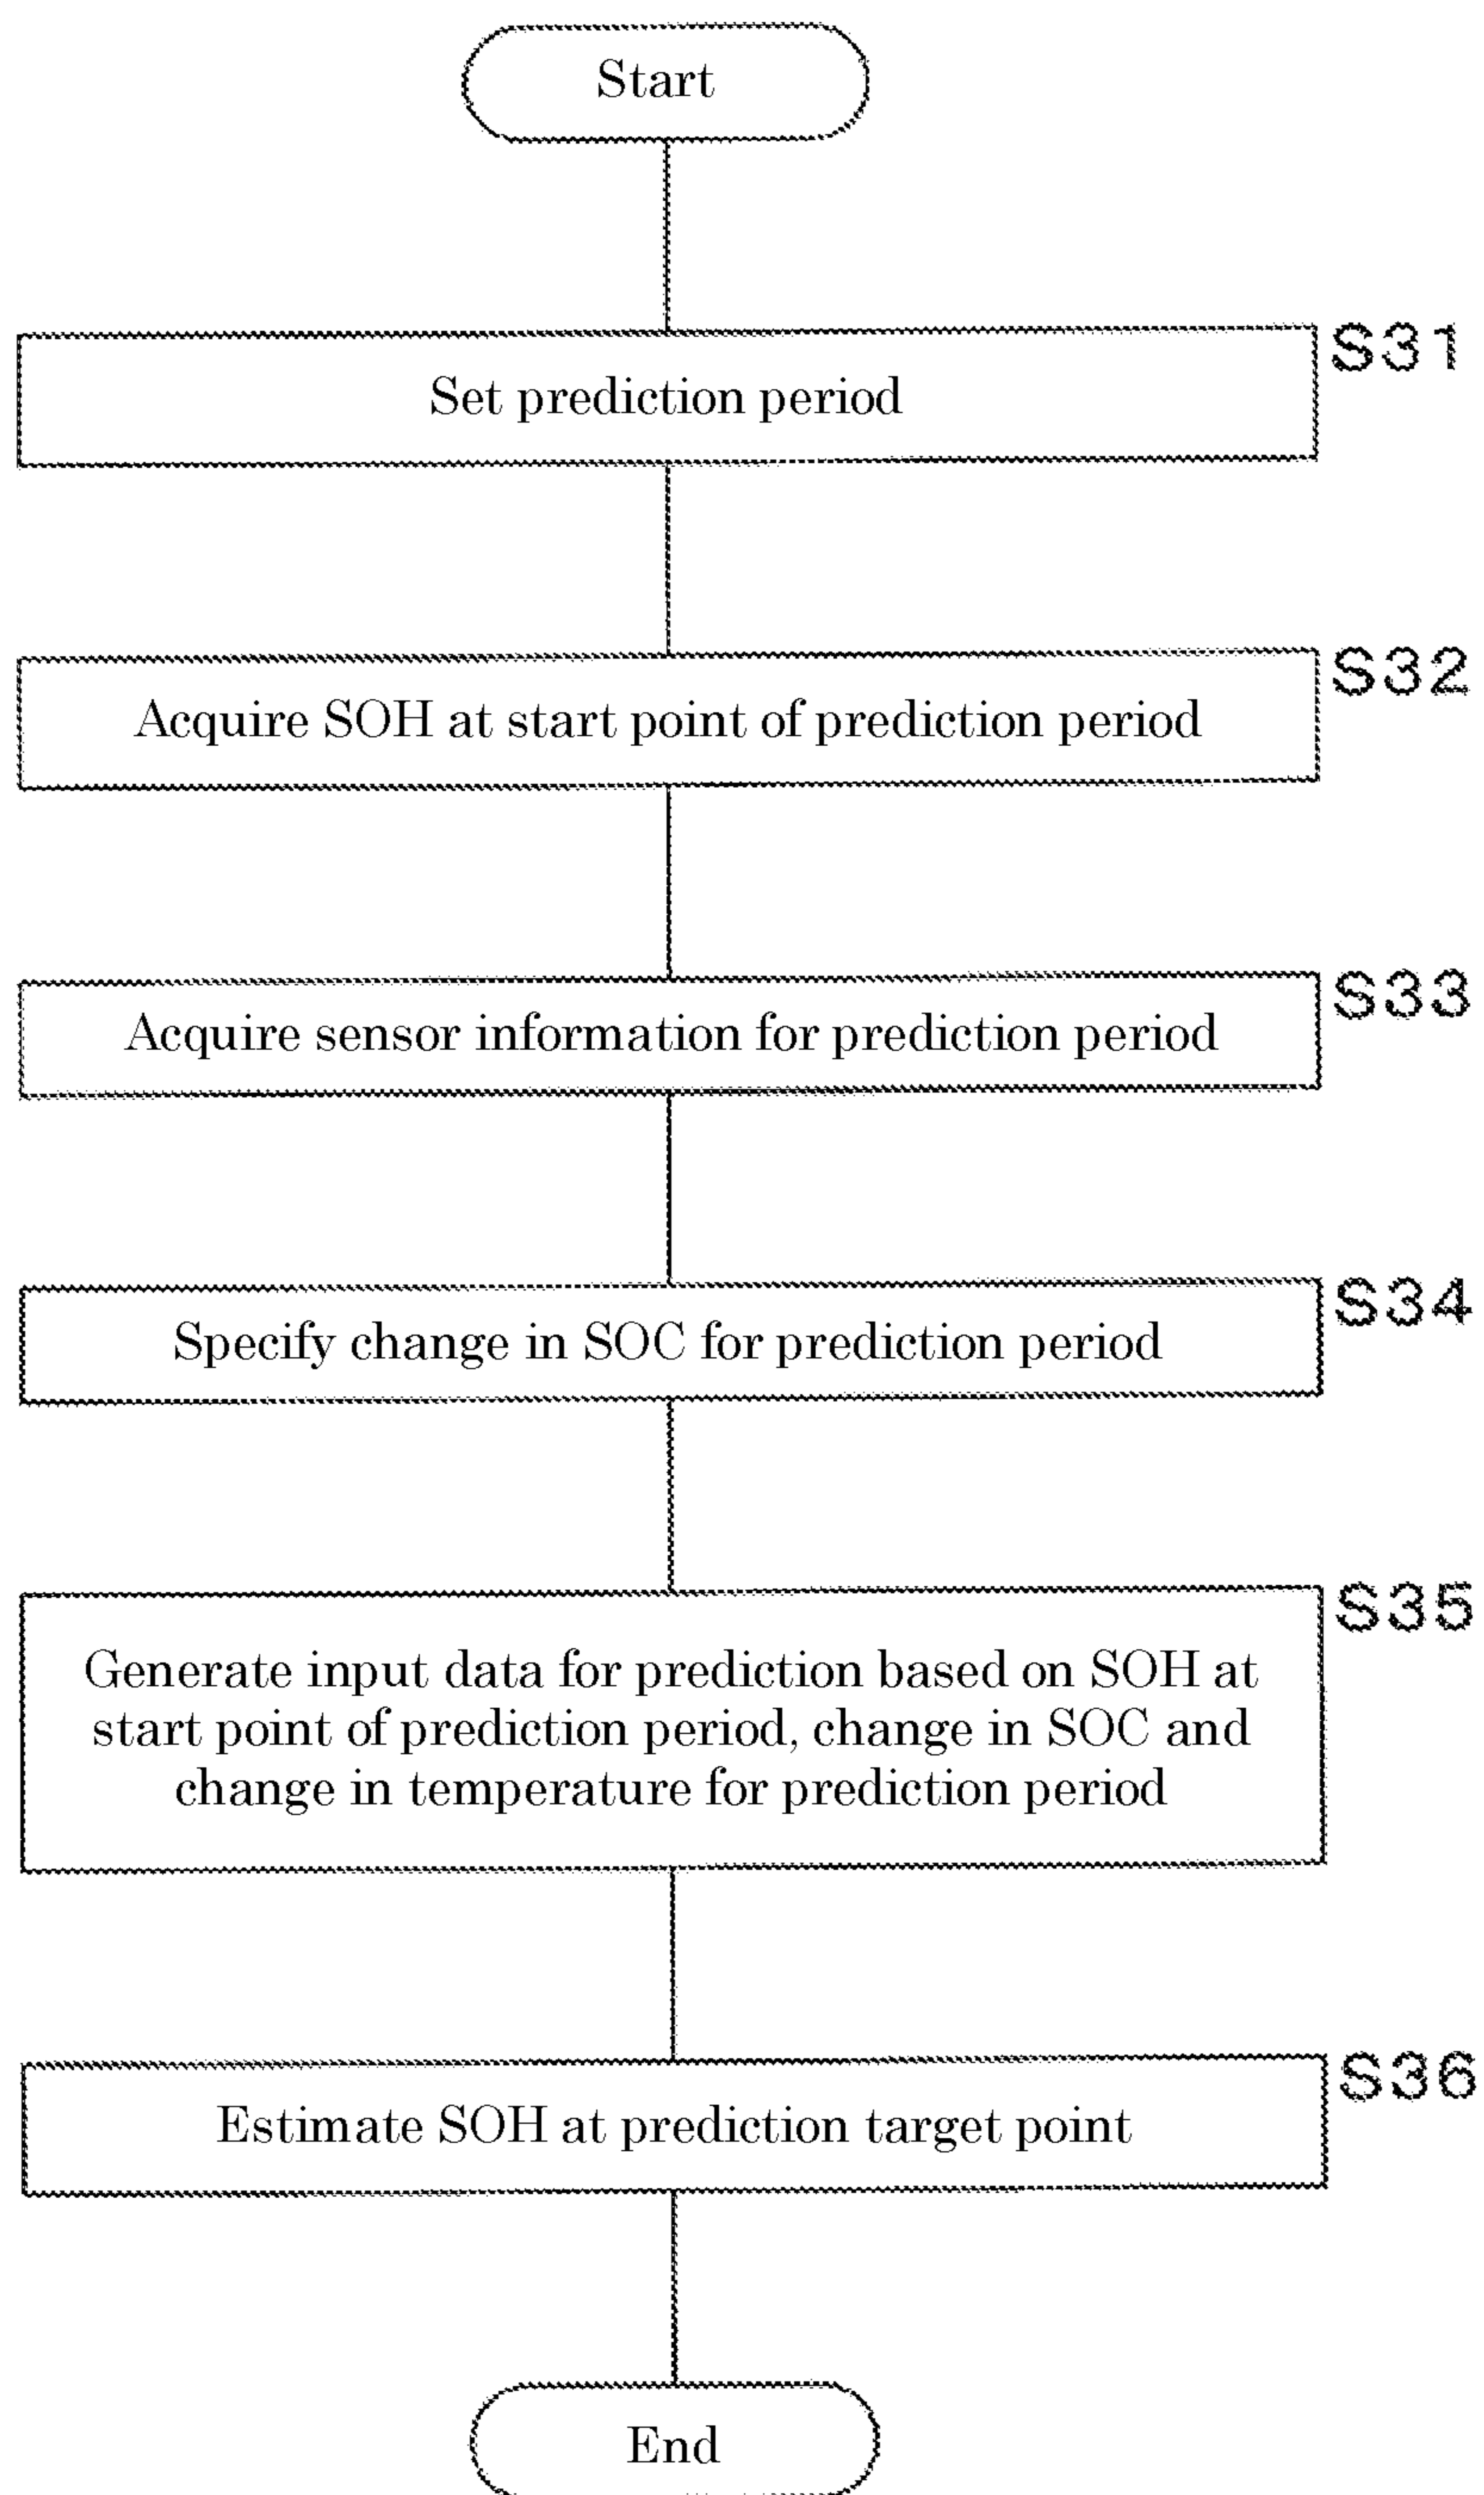 Start
S31
Set prediction period
S32
Acquire SOH at start point of prediction period
S33
Acquire sensor information for prediction period
S34
Specify change in SOC for prediction period
S35
Generate input data for prediction based on SOH at
start point of prediction period, change in SOC and
change in temperature for prediction period
S36
Estimate SOH at prediction target point
End